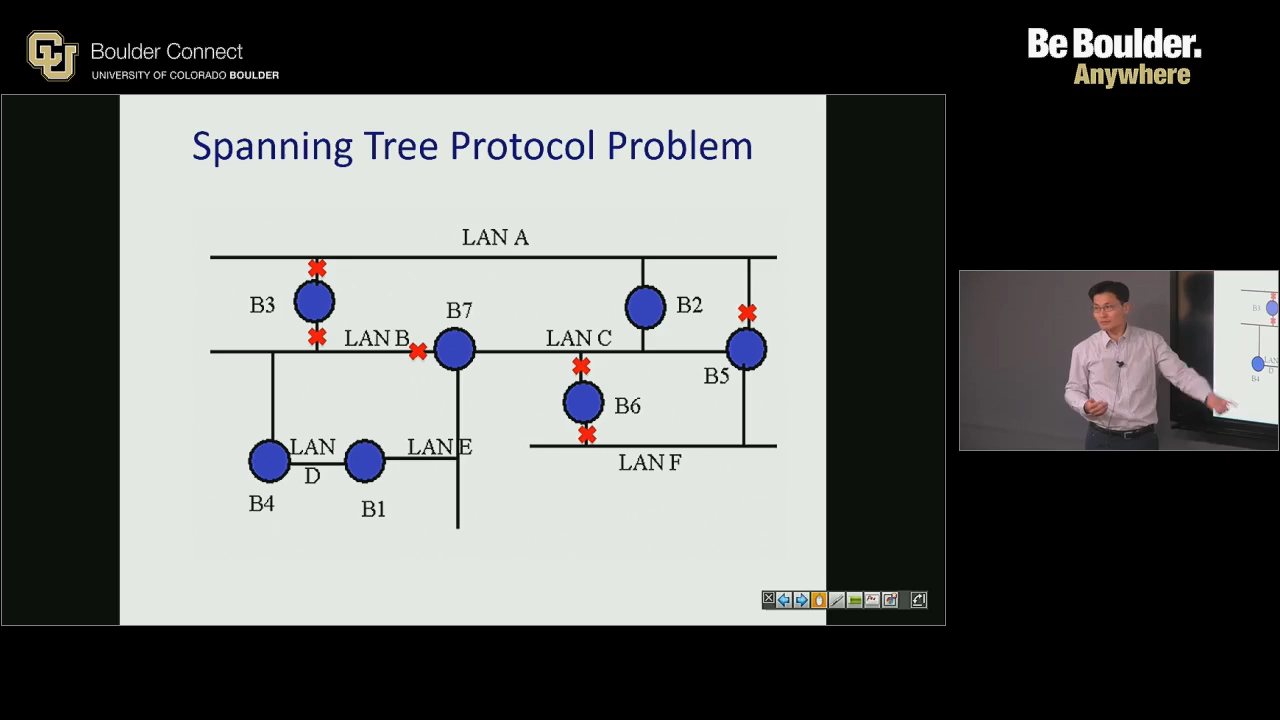 Boulder Connect
UNIVERSITY OF COLORADO BOULDER
Be Boulder.
Anywhere
Spanning Tree Protocol Problem
LAN A
B3
B7
B2
LAN B
LAN C
B5
B6
LAN
D
LAN E
LAN F
B4
B1